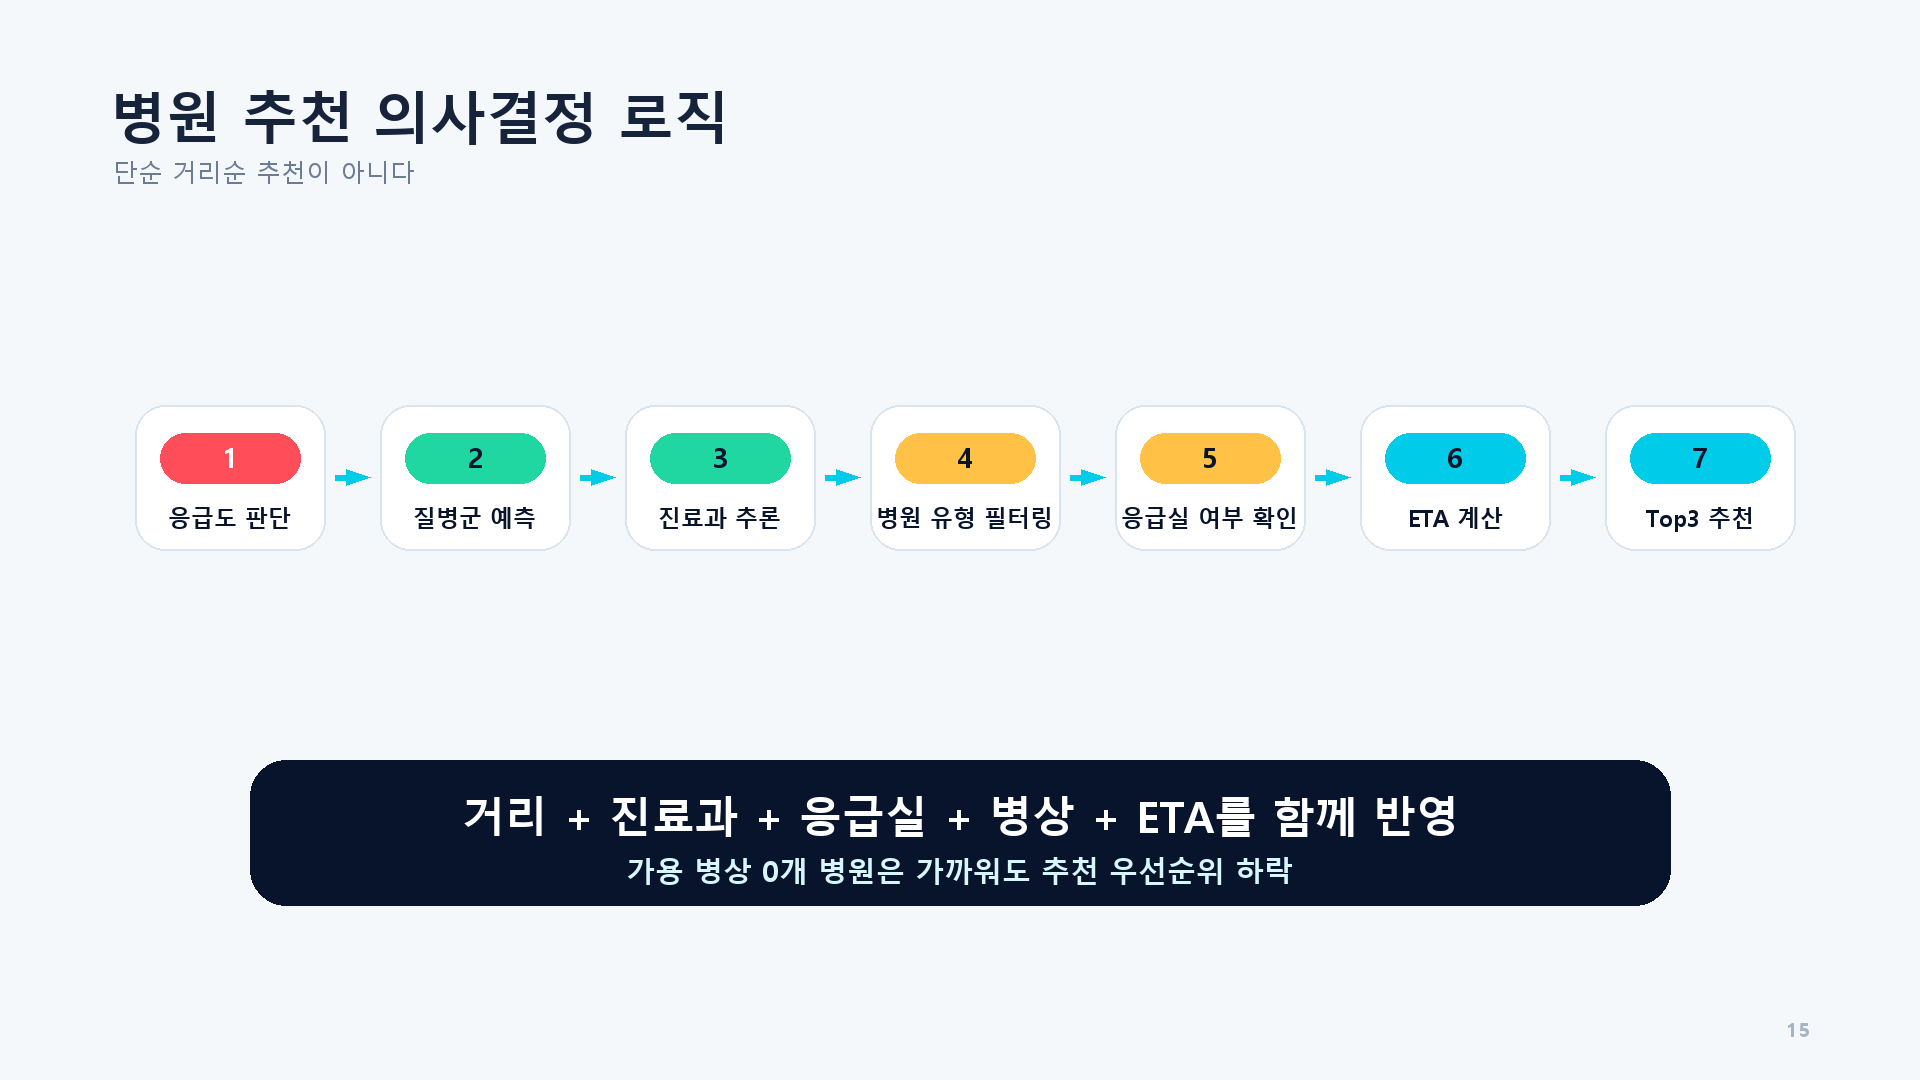 병원 추천 의사결정 로직
단순 거리순 추천이 아니다
1
응급도 판단
2
질병군 예측
3
진료과 추론
4
병원 유형 필터링
5
응급실 여부 확인
6
ETA 계산
7
Top3 추천
거리 + 진료과 + 응급실 + 병상 + ETA를 함께 반영
가용 병상 0개 병원은 가까워도 추천 우선순위 하락
15